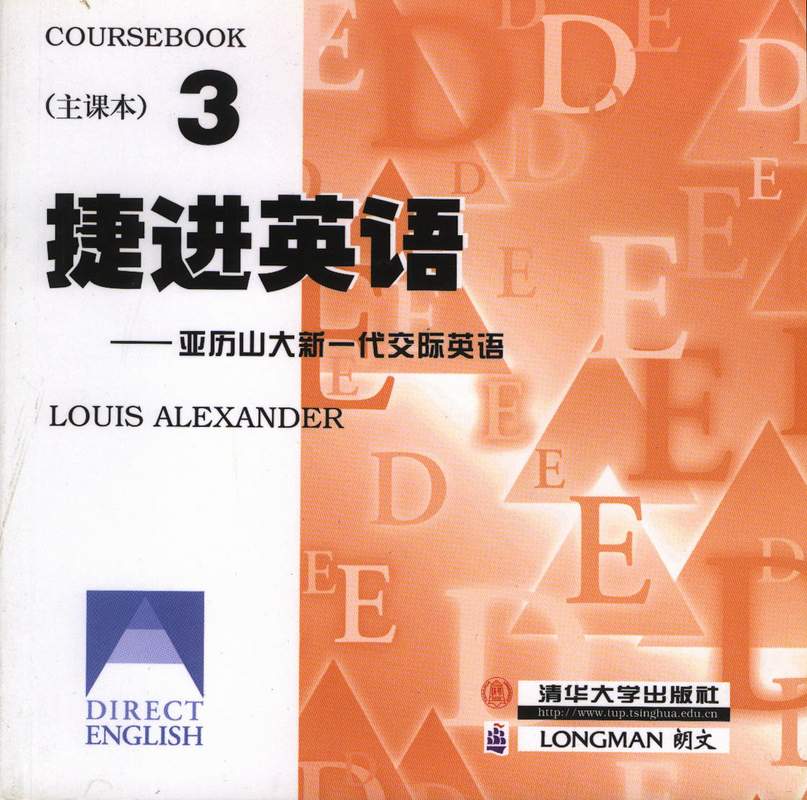 COURSEBOOK
(主课本) 3
捷进英语
——亚历山大新一代交际英语
LOUIS ALEXANDER
DIRECT
ENGLISH
清华大学出版社
http://www.tup.tsinghua.edu.cn
LONGMAN 朗文